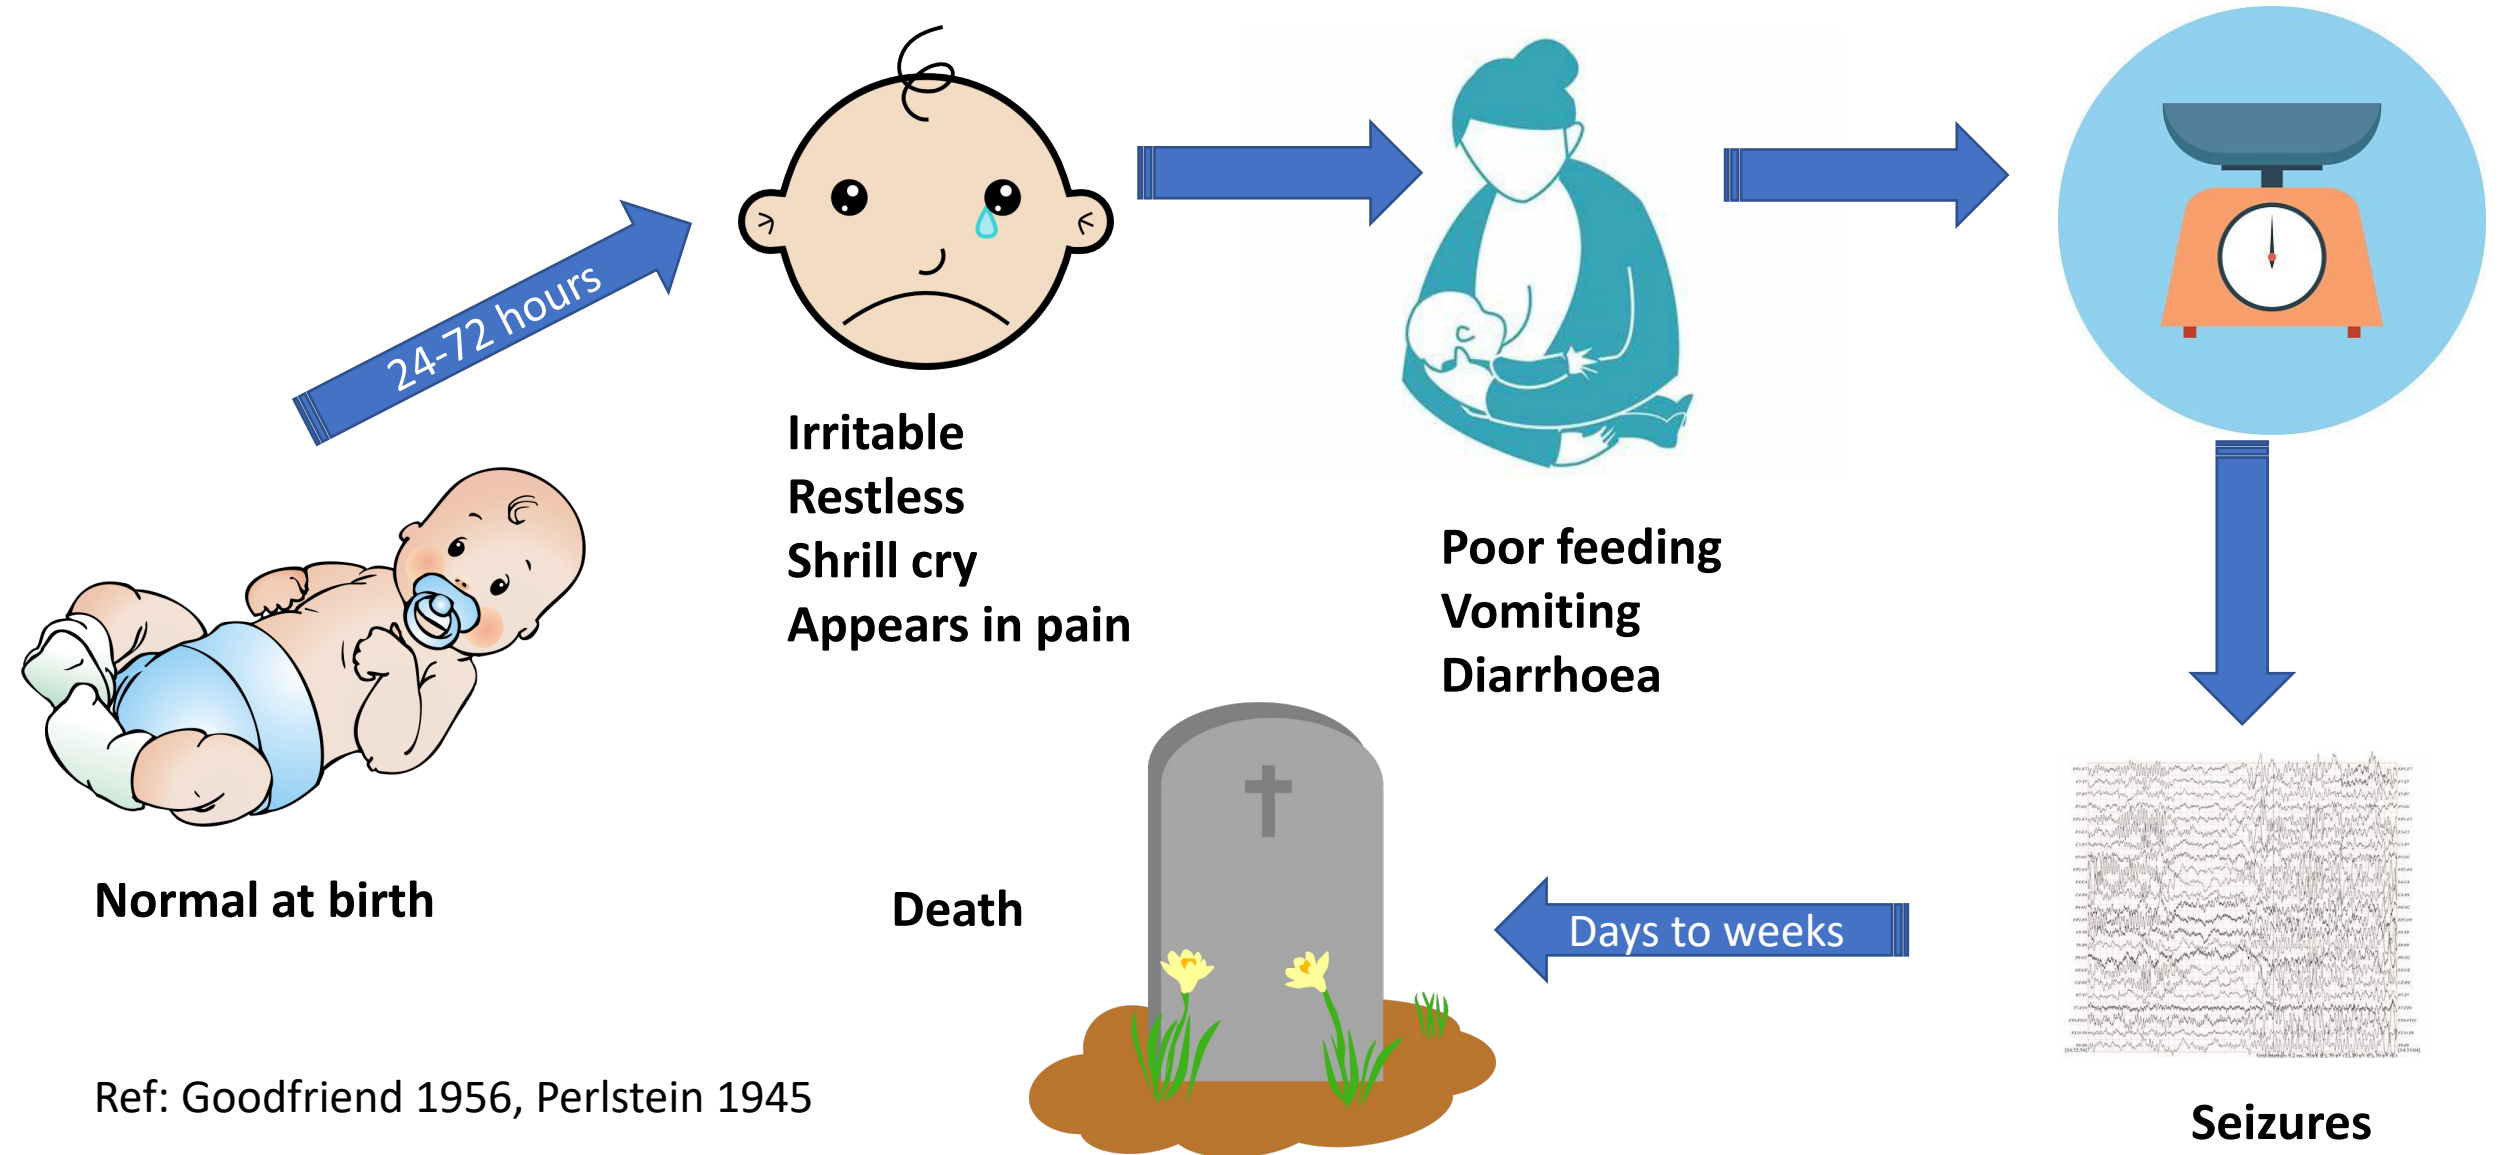 24-72 hours
Irritable
Restless
Shrill cry
Appears in pain
Poor feeding
Vomiting
Diarrhoea
Normal at birth
Death
Days to weeks
Seizures
Ref: Goodfriend 1956, Perlstein 1945